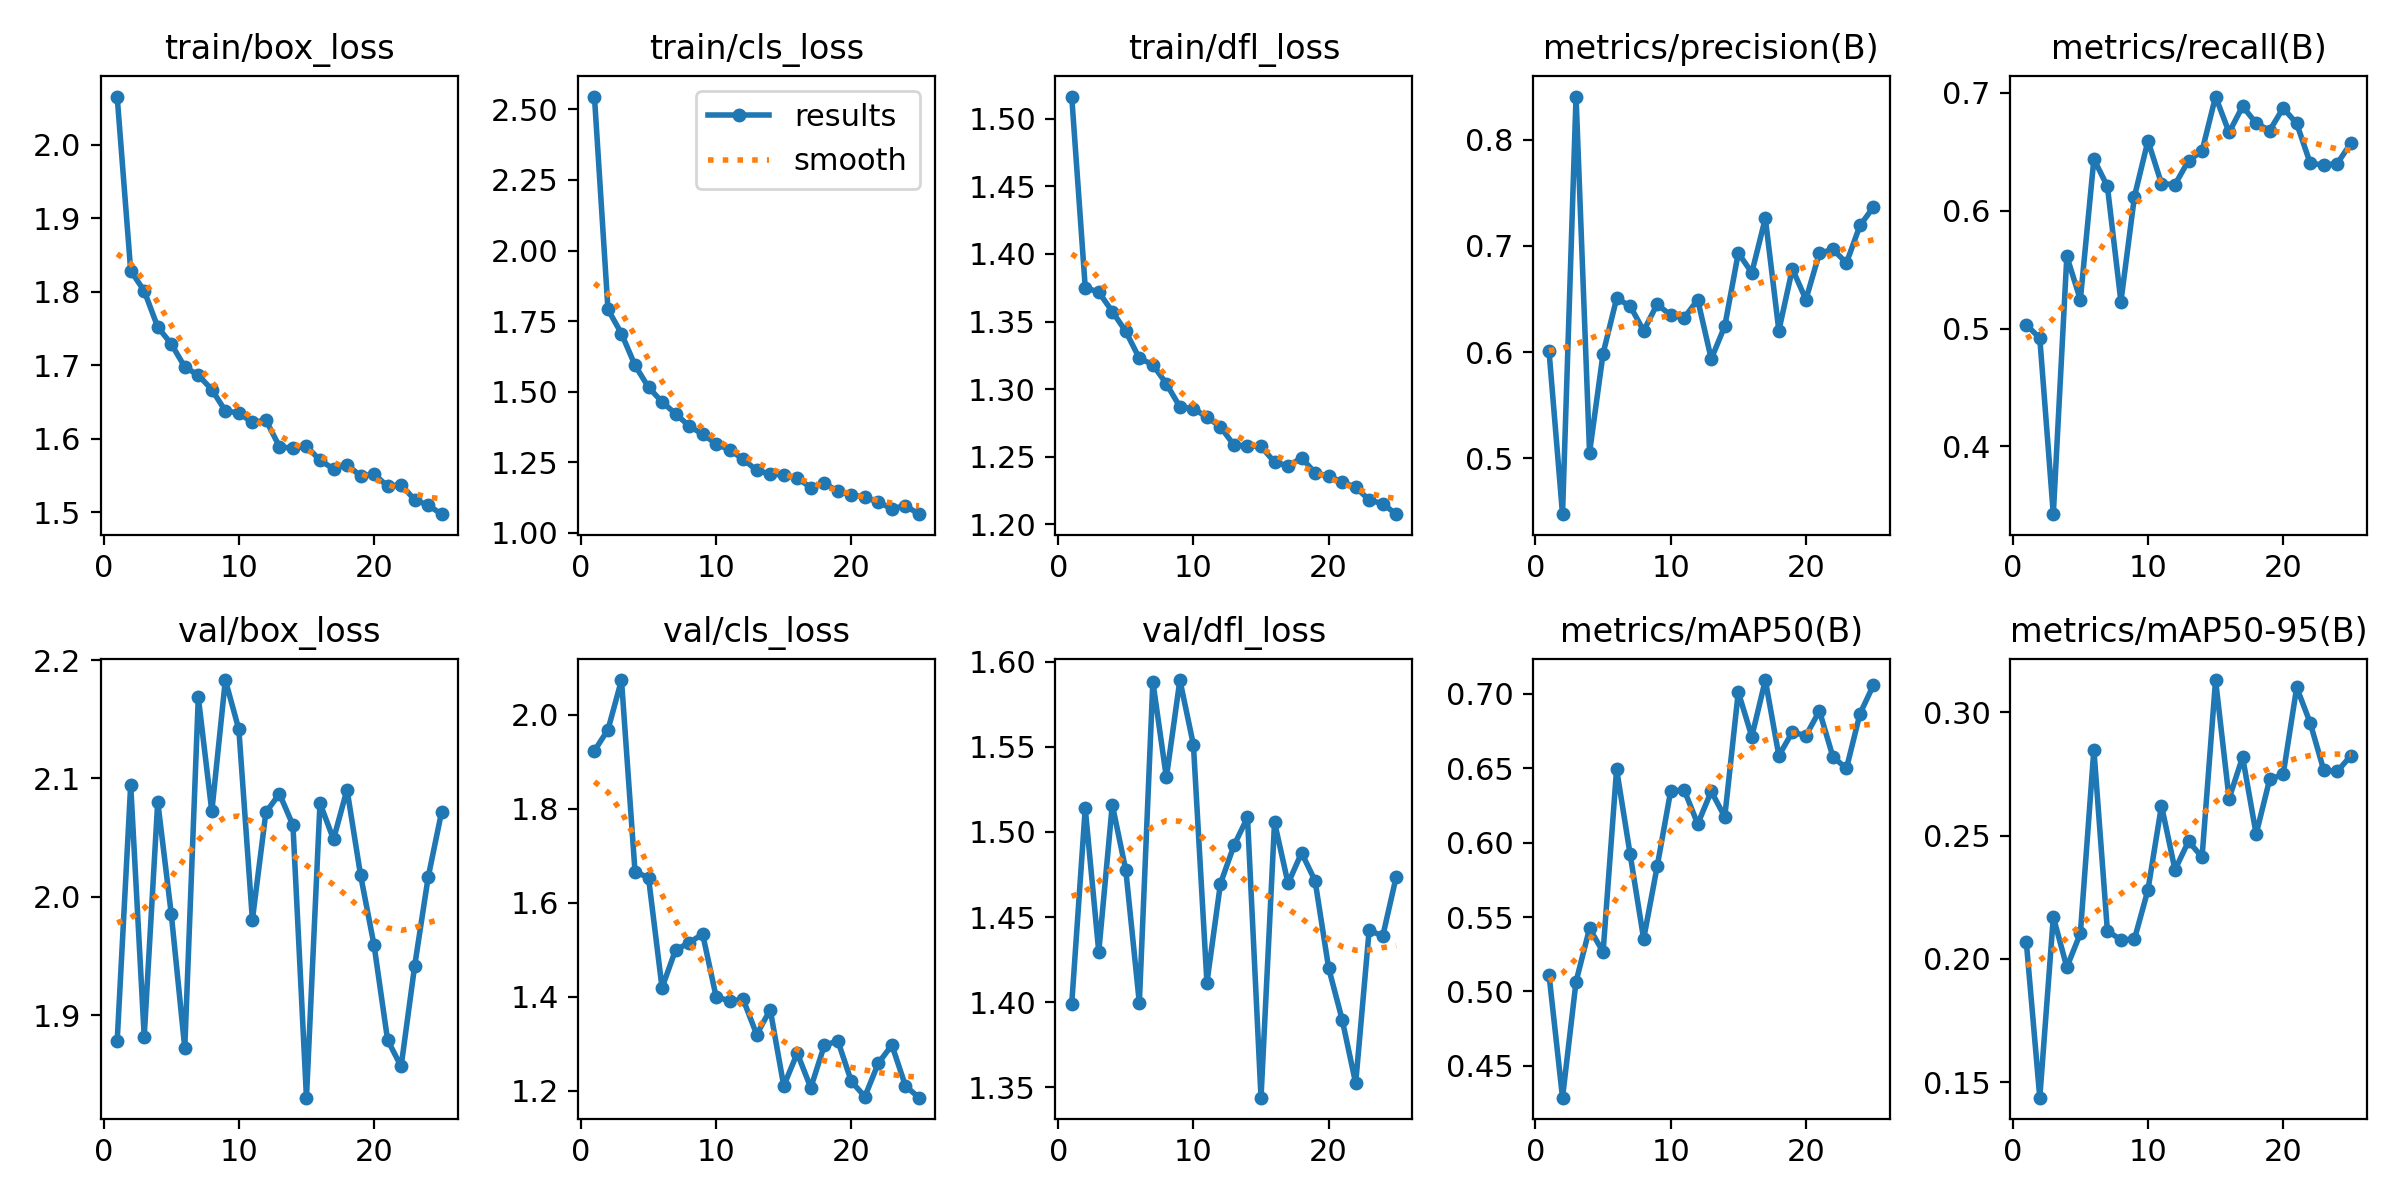 train/box_loss
train/cls_loss
train/dfl_loss
metrics/precision(B)
metrics/recall(B)
2.0
1.9
1.8
1.7
1.6
1.5
0 10 20
2.50
2.25
2.00
1.75
1.50
1.25
1.00
0 10 20
results
smooth
1.50
1.45
1.40
1.35
1.30
1.25
1.20
0 10 20
0.8
0.7
0.6
0.5
0 10 20
0.7
0.6
0.5
0.4
0 10 20
val/box_loss
val/cls_loss
val/dfl_loss
metrics/mAP50(B)
metrics/mAP50-95(B)
2.2
2.1
2.0
1.9
0 10 20
2.0
1.8
1.6
1.4
1.2
0 10 20
1.60
1.55
1.50
1.45
1.40
1.35
0 10 20
0.70
0.65
0.60
0.55
0.50
0.45
0 10 20
0.30
0.25
0.20
0.15
0 10 20